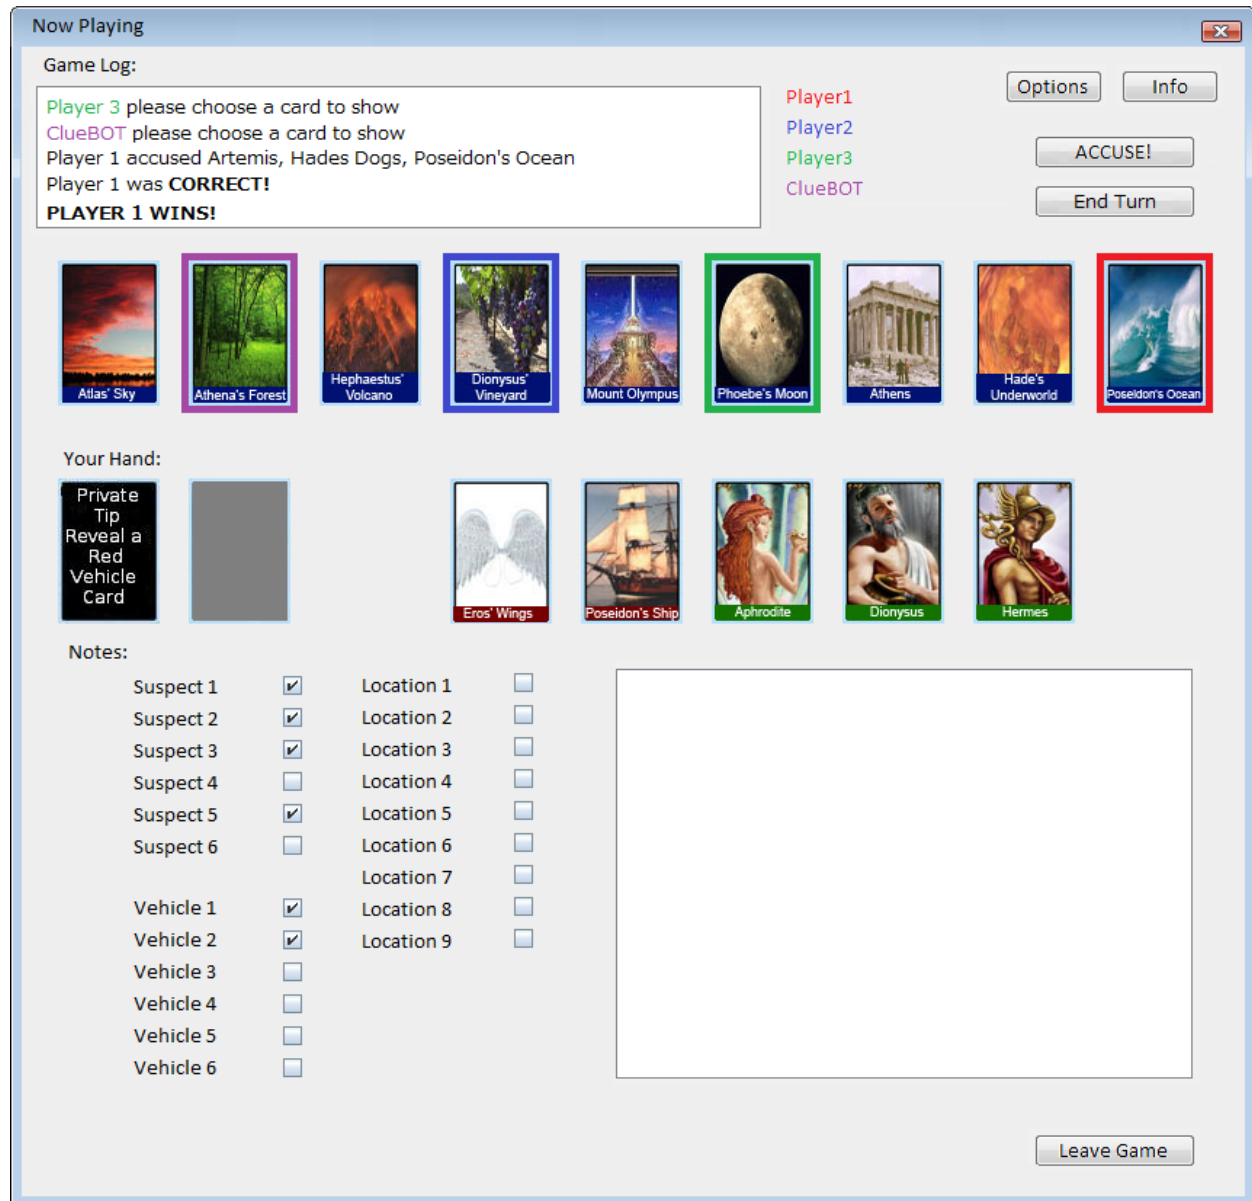 Now Playing
Game Log:
Player 3 please choose a card to show
ClueBOT please choose a card to show
Player 1 accused Artemis, Hades Dogs, Poseidon's Ocean
Player 1 was CORRECT!
PLAYER 1 WINS!
Player1
Player2
Player3
ClueBOT
Options
Info
ACCUSE!
End Turn
Atlas' Sky
Athena's Forest
Hephaestus'
Volcano
Dionysus'
Vineyard
Mount Olympus
Phoebe's Moon
Athens
Hade's
Underworld
Poseidon's Ocean
Your Hand:
Private
Tip
Reveal a
Red
Vehicle
Card
Eros' Wings
Poseidon's Ship
Aphrodite
Dionysus
Hermes
Notes:
Suspect 1
Suspect 2
Suspect 3
Suspect 4
Suspect 5
Suspect 6
Vehicle 1
Vehicle 2
Vehicle 3
Vehicle 4
Vehicle 5
Vehicle 6
Location 1
Location 2
Location 3
Location 4
Location 5
Location 6
Location 7
Location 8
Location 9
Leave Game